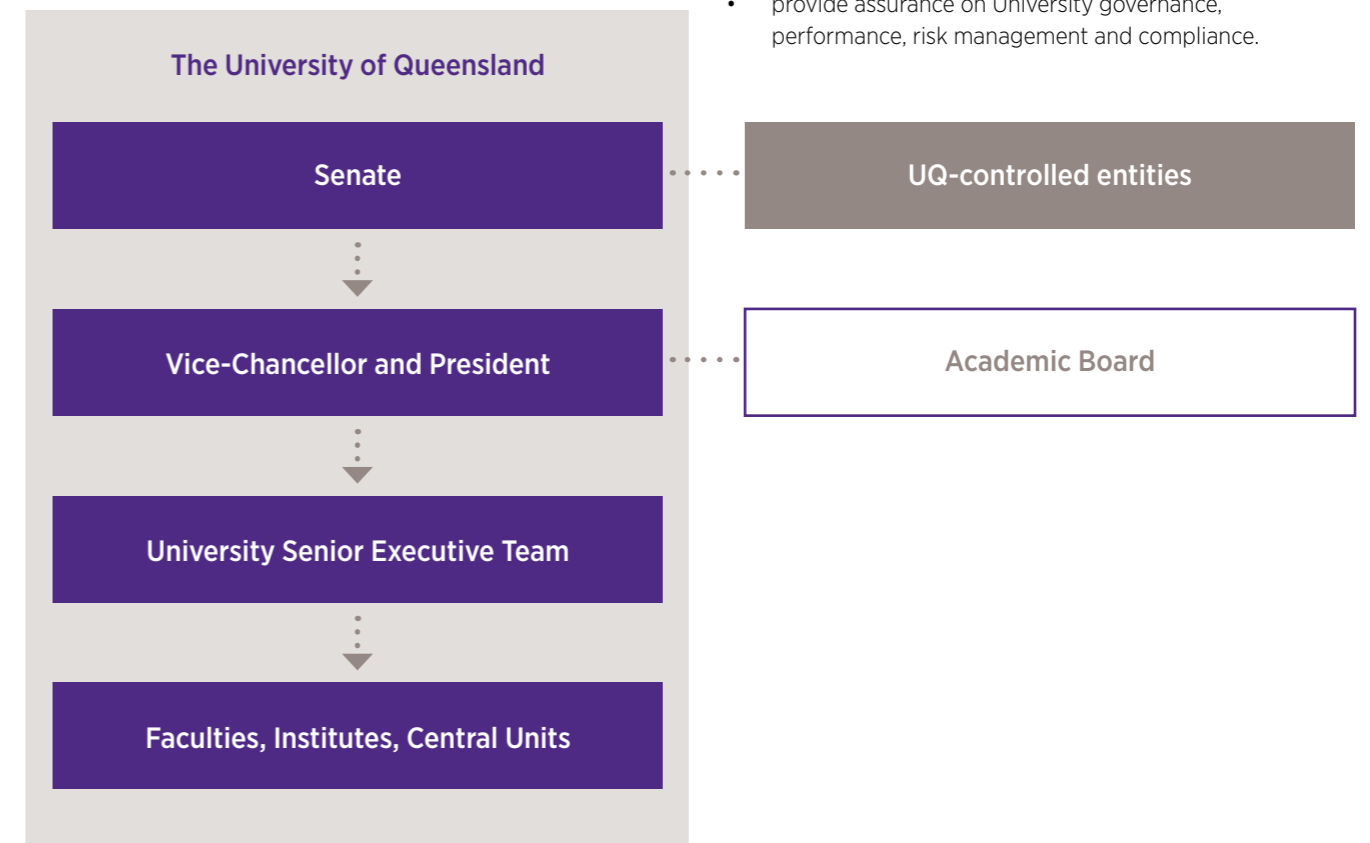 • provide assurance on University governance,
performance, risk management and compliance.
The University of Queensland
Senate
UQ-controlled entities
Vice-Chancellor and President
Academic Board
University Senior Executive Team
Faculties, Institutes, Central Units